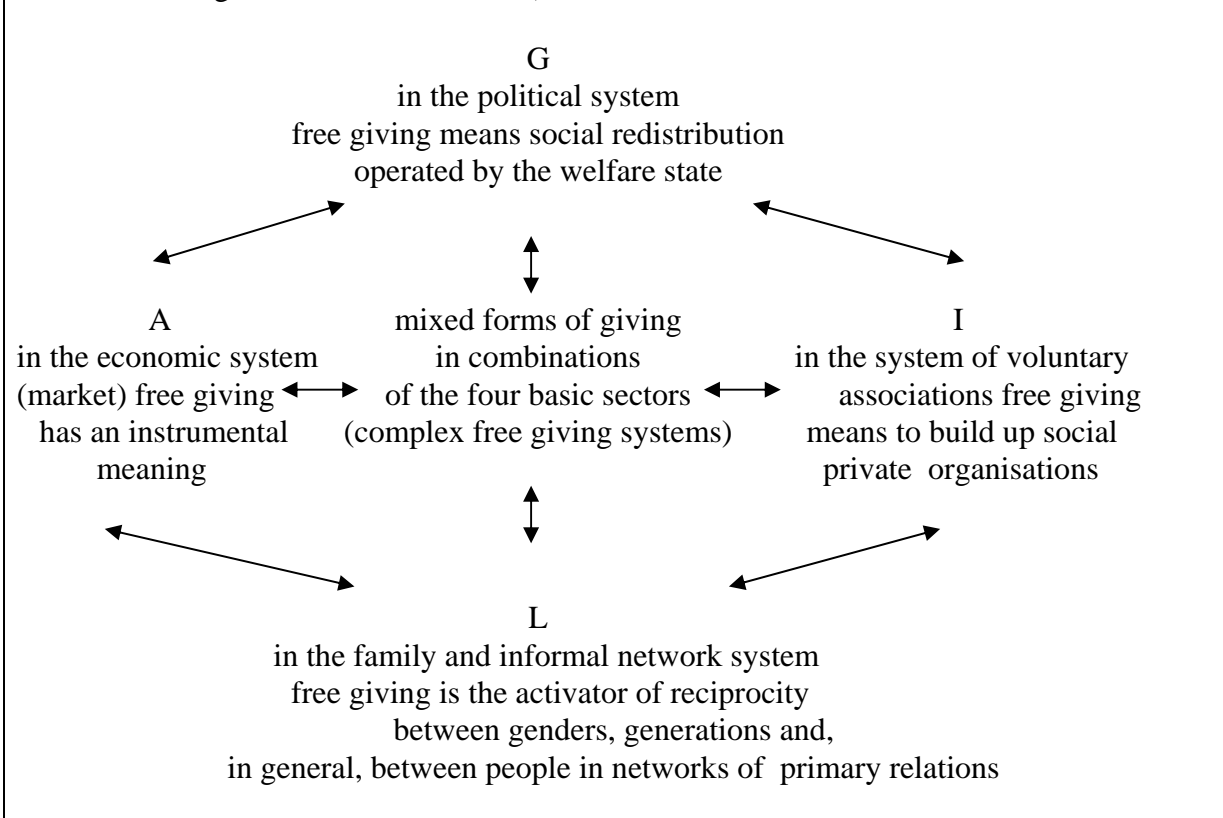 G
in the political system
free giving means social redistribution
operated by the welfare state
A
in the economic system
(market) free giving
has an instrumental
meaning
mixed forms of giving
in combinations
of the four basic sectors
(complex free giving systems)
I
in the system of voluntary
associations free giving
means to build up social
private organisations
L
in the family and informal network system
free giving is the activator of reciprocity
between genders, generations and,
in general, between people in networks of primary relations